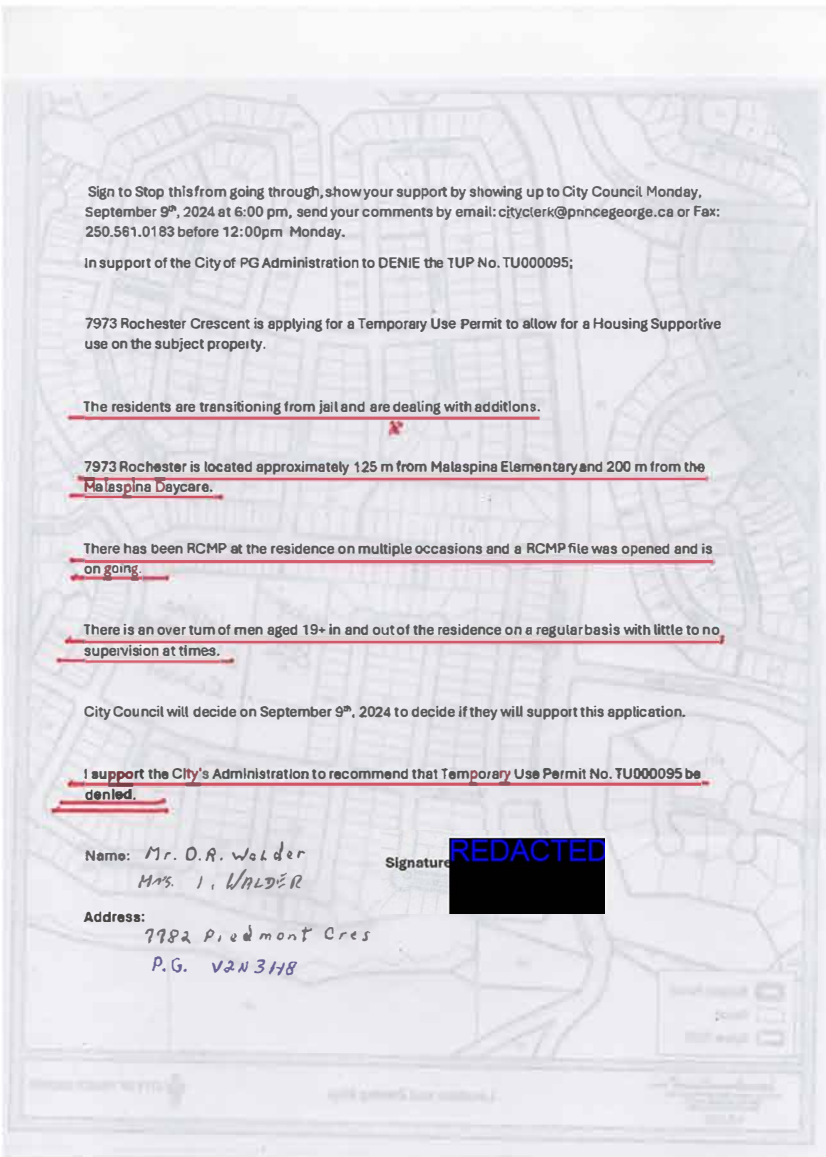 Sign to Stop this from going through, show your support by showing up to City Council Monday,
September 9th, 2024 at 6:00 pm, send your comments by email: cityclerk@princegeorge.ca or Fax:
250.561.0183 before 12:00pm Monday.
In support of the City of PG Administration to DENIE the TUP No. TU000095;
7973 Rochester Crescent is applying for a Temporary Use Permit to allow for a Housing Supportive
use on the subject property.
The residents are transitioning from jail and are dealing with additions.
7973 Rochester is located approximately 125 m from Malaspina Elementary and 200 m from the
Malaspina Daycare.
There has been RCMP at the residence on multiple occasions and a RCMP file was opened and is
on going.
There is an over turn of men aged 19+ in and out of the residence on a regular basis with little to no
supervision at times.
City Council will decide on September 9th, 2024 to decide if they will support this application.
I support the City's Administration to recommend that Temporary Use Permit No. TU000095 be
denied.
Name: Mr. D.R. Walder
Signature REDACTED
Mrs. I. WALDER
Address:
7982 Piedmont Cres
P.G. V2N 3H8